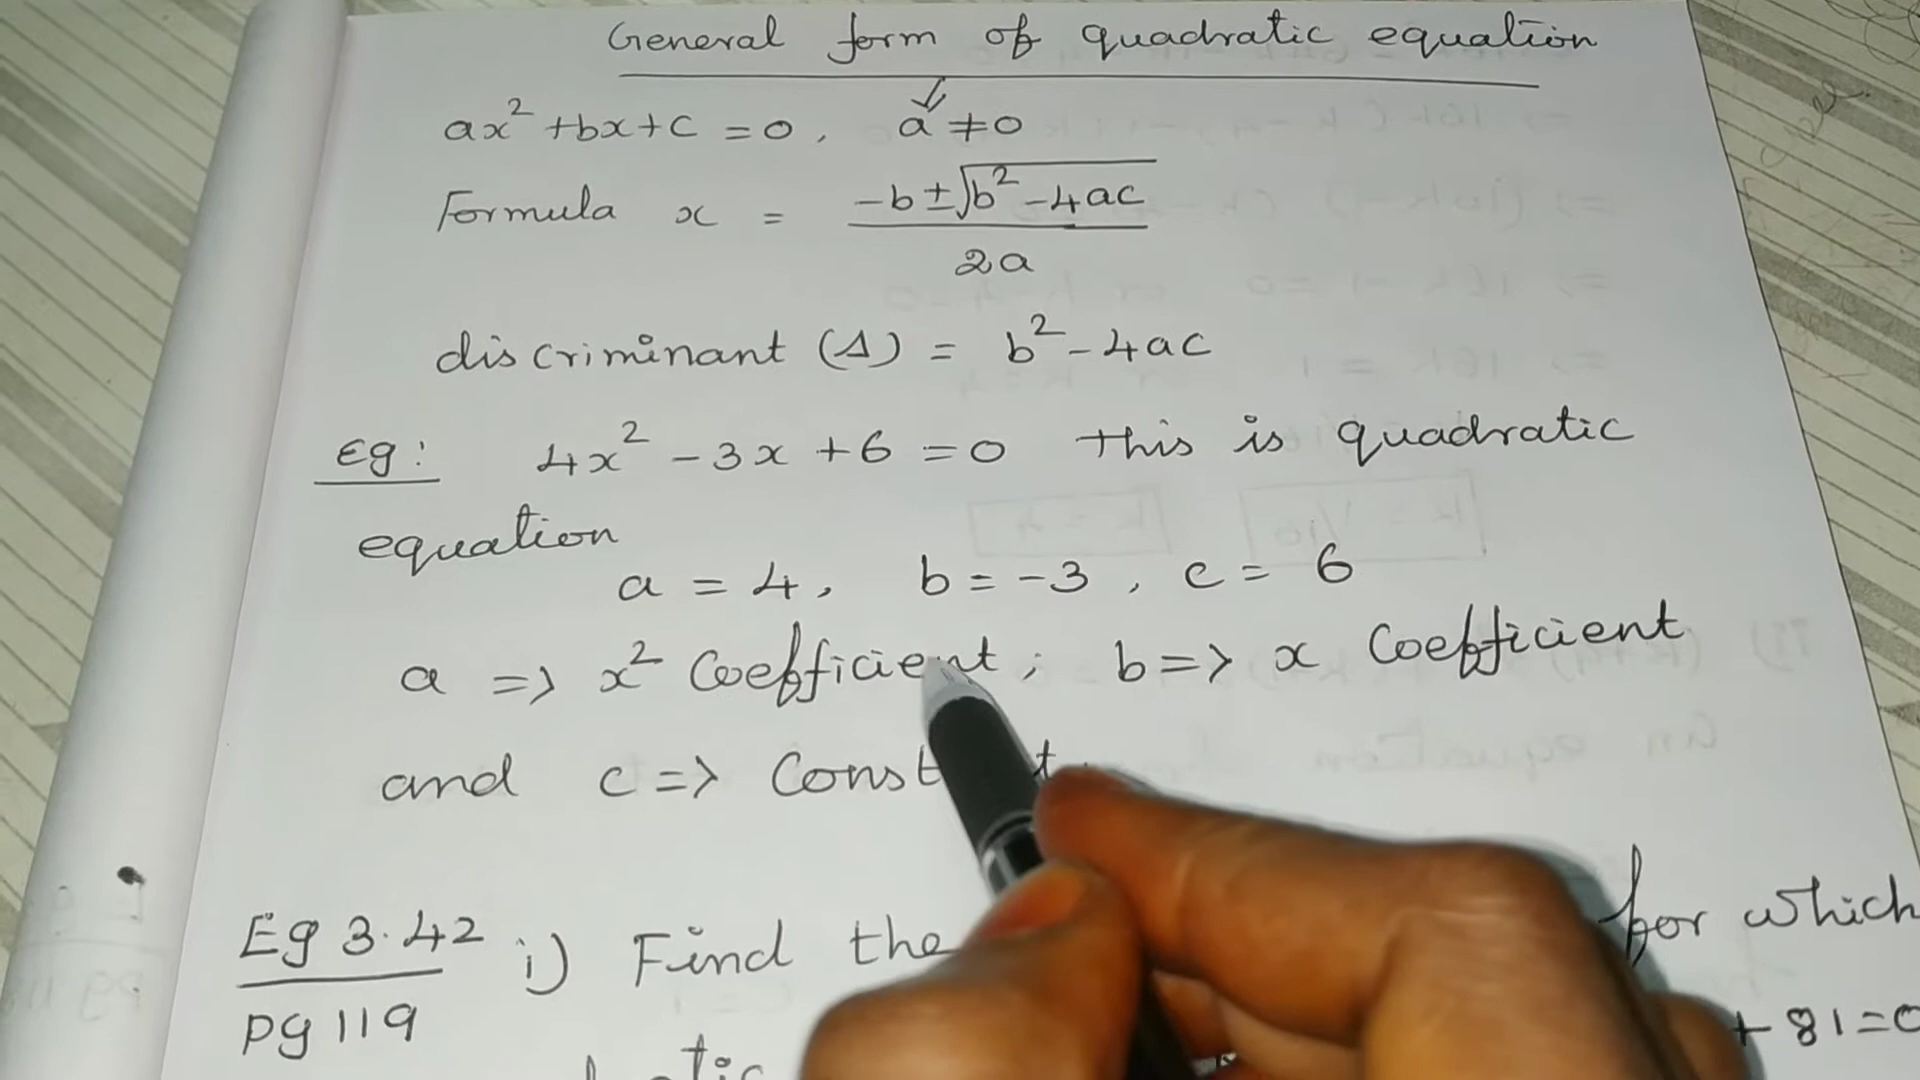 General form of quadratic equation
ax² + bx + c = 0, a ≠ 0
Formula x = -b ± √b² - 4ac / 2a
discriminant (Δ) = b² - 4ac
Eg: 4x² - 3x + 6 = 0 This is quadratic
equation
a = 4, b = -3, c = 6
a => x² Coefficient; b => x Coefficient
and c =>
Eg 3.42 i) Find the for which
pg 119 + 81 = 0